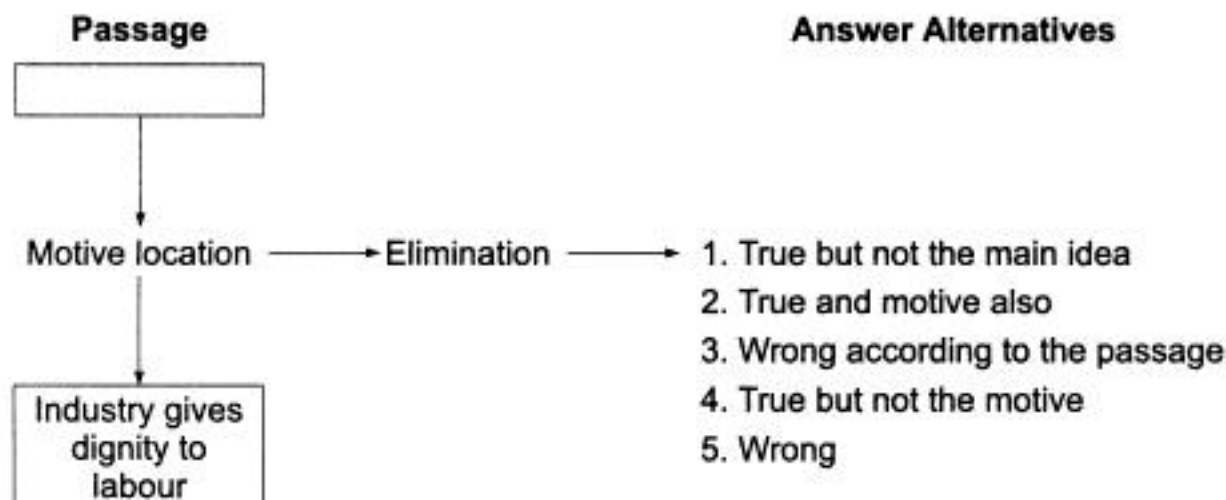 Passage
Answer Alternatives
Motive location
Elimination
1. True but not the main idea
2. True and motive also
3. Wrong according to the passage
4. True but not the motive
5. Wrong
Industry gives
dignity to
labour